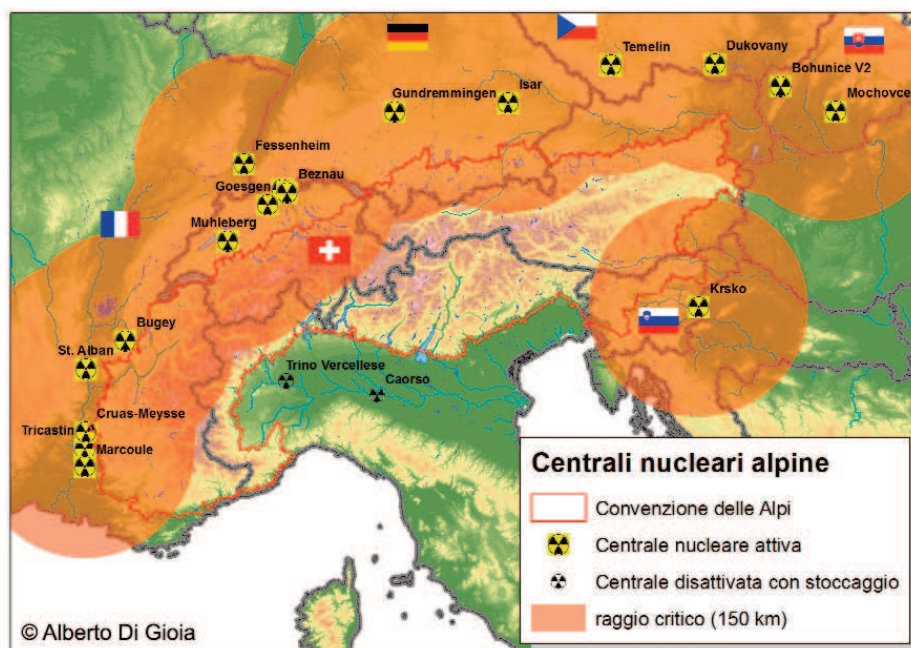 Temelin
Dukovany
Bohunice V2
Mochovce
Isar
Gundremmingen
Fessenheim
Beznau
Goesgen
Muhleberg
Krsko
Bugey
St. Alban
Trino Vercellese
Caorso
Cruas-Meysse
Tricastin
Marcoule
Centrali nucleari alpine
Convenzione delle Alpi
Centrale nucleare attiva
Centrale disattivata con stoccaggio
raggio critico (150 km)
© Alberto Di Gioia